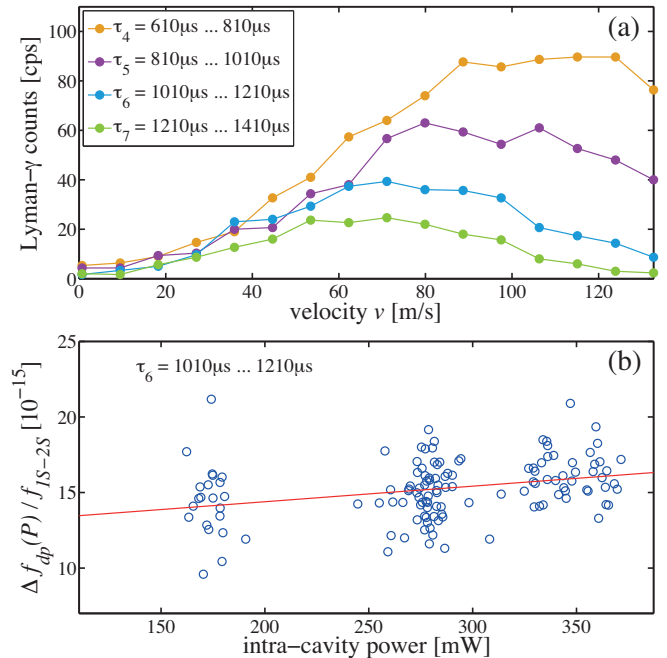 (a)
τ4 = 610μs ... 810μs
τ5 = 810μs ... 1010μs
τ6 = 1010μs ... 1210μs
τ7 = 1210μs ... 1410μs
Lyman-γ counts [cps]
100
80
60
40
20
0
0 20 40 60 80 100 120
velocity v [m/s]
(b)
τ6 = 1010μs ... 1210μs
Δf_dp(P) / f_1S-2S [10^-15]
25
20
15
10
150 200 250 300 350
intra-cavity power [mW]